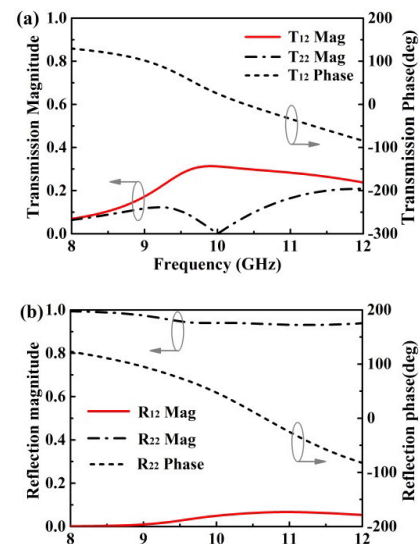 (a)
Transmission Magnitude
1.0
0.8
0.6
0.4
0.2
0.0
T12 Mag
T22 Mag
T12 Phase
200
100
0
-100
-200
-300
Transmission Phase(deg)
8
9
10
11
12
Frequency (GHz)
(b)
Reflection magnitude
1.0
0.8
0.6
0.4
0.2
0.0
R12 Mag
R22 Mag
R22 Phase
200
100
0
-100
-200
Reflection phase(deg)
8
9
10
11
12